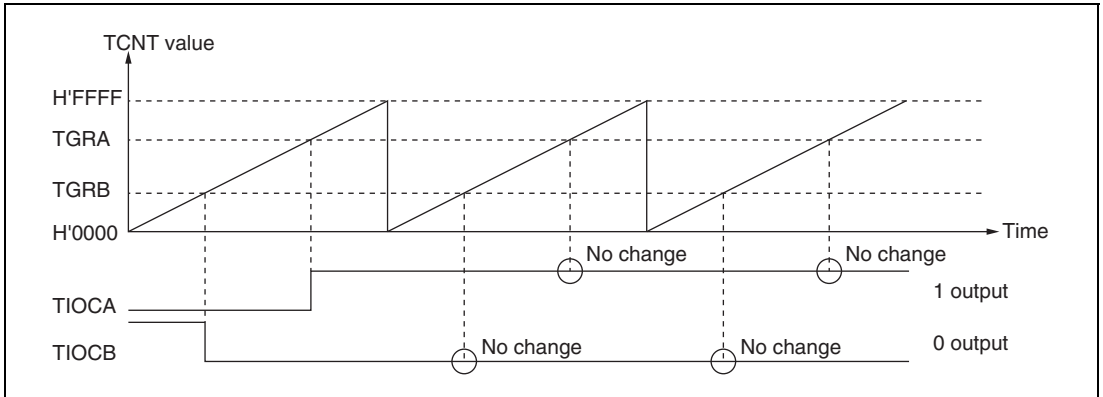 TCNT value
H'FFFF
TGRA
TGRB
H'0000
Time
No change
No change
TIOCA
1 output
No change
No change
TIOCB
0 output